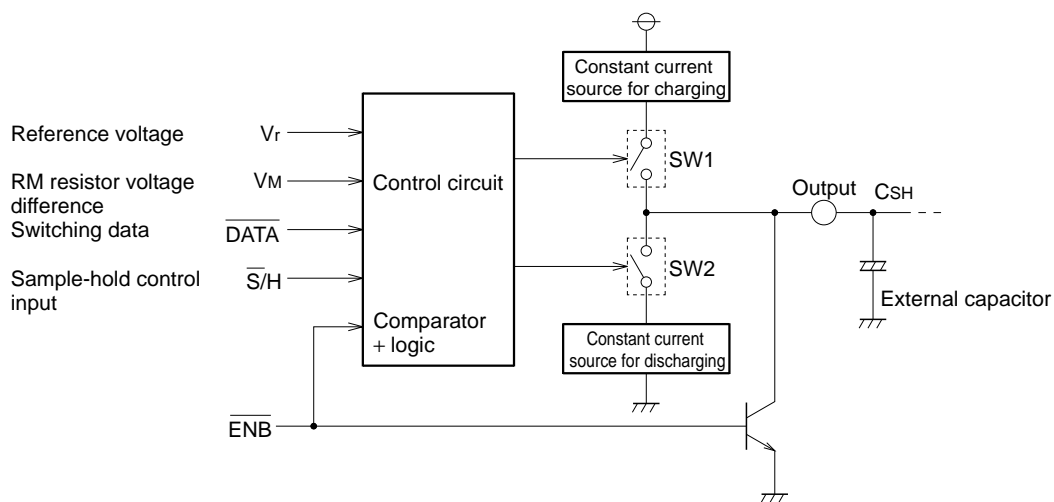 Constant current
source for charging
Reference voltage
Vr
SW1
RM resistor voltage
difference
VM
Control circuit
Output
CSH
Switching data
DATA
SW2
Sample-hold control
input
S/H
External capacitor
Comparator
+ logic
Constant current
source for discharging
ENB